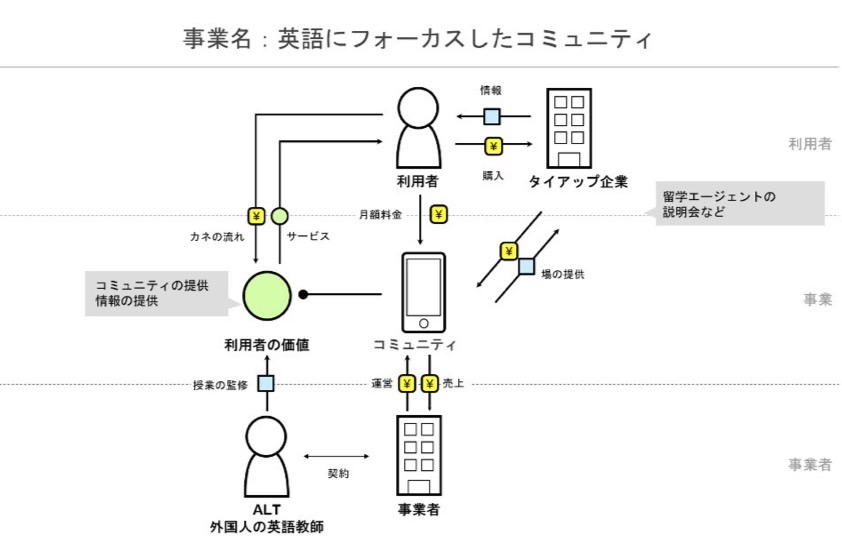 事業名：英語にフォーカスしたコミュニティ
情報
¥
購入
利用者
タイアップ企業
利用者
留学エージェントの
説明会など
月額料金
¥
¥
カネの流れ
サービス
¥
場の提供
コミュニティの提供
情報の提供
事業
利用者の価値
コミュニティ
授業の監修
運営
¥
¥
売上
契約
事業者
ALT
外国人の英語教師
事業者